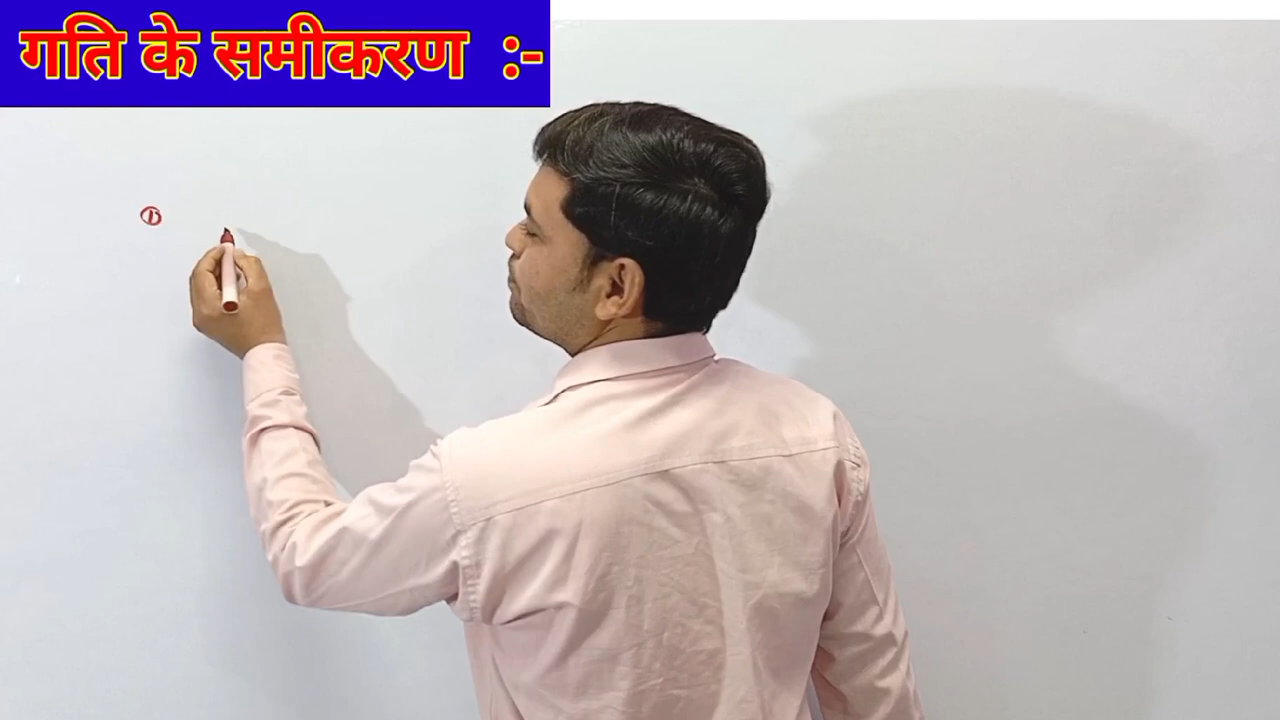 गति के समीकरण :-
①